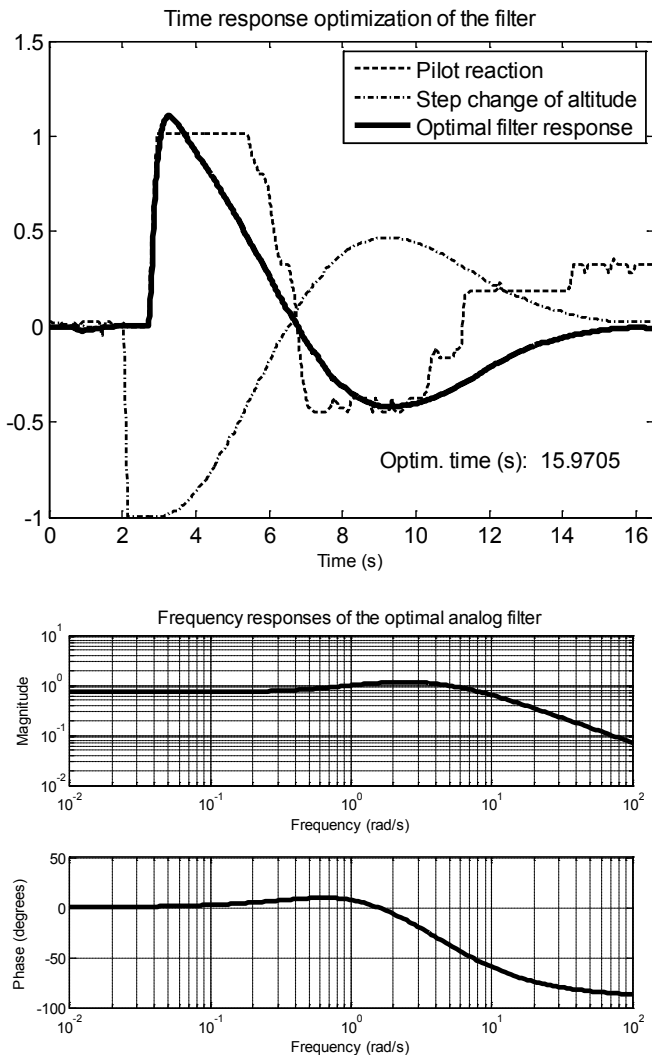 Time response optimization of the filter
Pilot reaction
Step change of altitude
Optimal filter response
1.5
1
0.5
0
-0.5
-1
Optim. time (s): 15.9705
0 2 4 6 8 10 12 14 16
Time (s)
Frequency responses of the optimal analog filter
Magnitude
10^1
10^0
10^-1
10^-2
10^-2 10^-1 10^0 10^1 10^2
Frequency (rad/s)
Phase (degrees)
50
0
-50
-100
10^-2 10^-1 10^0 10^1 10^2
Frequency (rad/s)